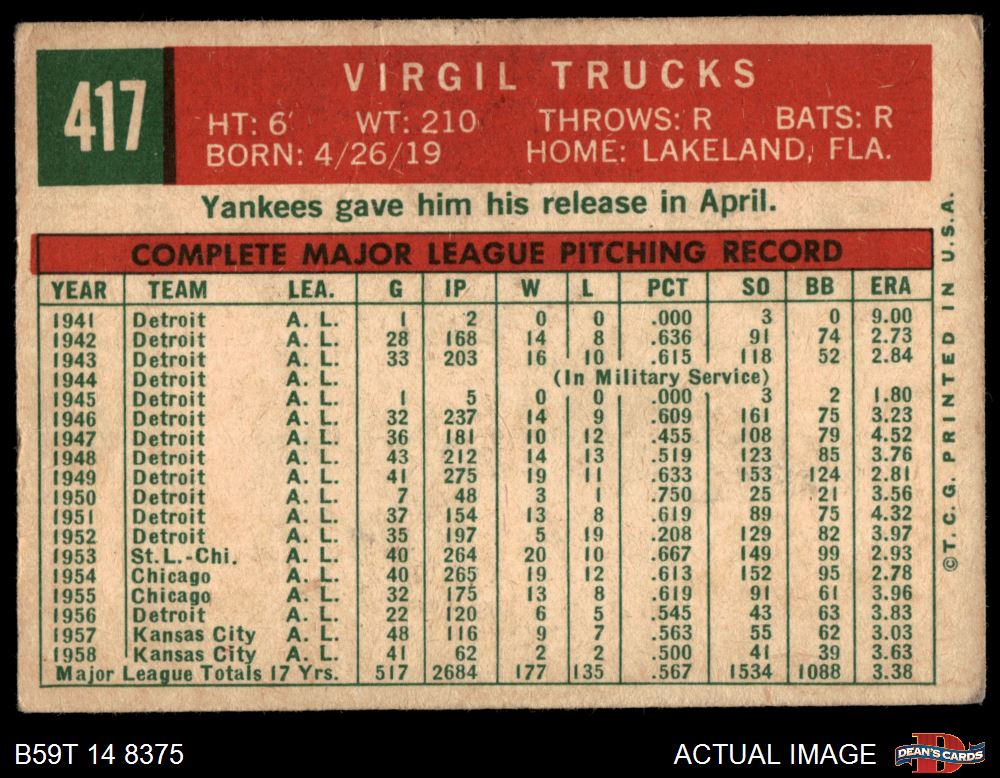 417
VIRGIL TRUCKS
HT: 6' WT: 210 THROWS: R BATS: R
BORN: 4/26/19 HOME: LAKELAND, FLA.
Yankees gave him his release in April.
COMPLETE MAJOR LEAGUE PITCHING RECORD
YEAR TEAM LEA. G IP W L PCT SO BB ERA
1941 Detroit A. L. 1 2 0 0 .000 3 0 9.00
1942 Detroit A. L. 28 168 14 8 .636 91 74 2.73
1943 Detroit A. L. 33 203 16 10 .615 118 52 2.84
1944 Detroit A. L. (In Military Service)
1945 Detroit A. L. 1 5 0 0 .000 3 2 1.80
1946 Detroit A. L. 32 237 14 9 .609 161 75 3.23
1947 Detroit A. L. 36 181 10 12 .455 108 79 4.52
1948 Detroit A. L. 43 212 14 13 .519 123 85 3.76
1949 Detroit A. L. 41 275 19 11 .633 153 124 2.81
1950 Detroit A. L. 7 48 3 1 .750 25 21 3.56
1951 Detroit A. L. 37 154 13 8 .619 89 75 4.32
1952 Detroit A. L. 35 197 5 19 .208 129 82 3.97
1953 St. L.-Chi. A. L. 40 264 20 10 .667 149 99 2.93
1954 Chicago A. L. 40 265 19 12 .613 152 95 2.78
1955 Chicago A. L. 32 175 13 8 .619 91 61 3.96
1956 Detroit A. L. 22 120 6 5 .545 43 63 3.83
1957 Kansas City A. L. 48 116 9 7 .563 55 62 3.03
1958 Kansas City A. L. 41 62 2 2 .500 41 39 3.63
Major League Totals 17 Yrs. 517 2684 177 135 .567 1534 1088 3.38
©T.C.G. PRINTED IN U.S.A.
B59T 14 8375 ACTUAL IMAGE
DEAN'S CARDS